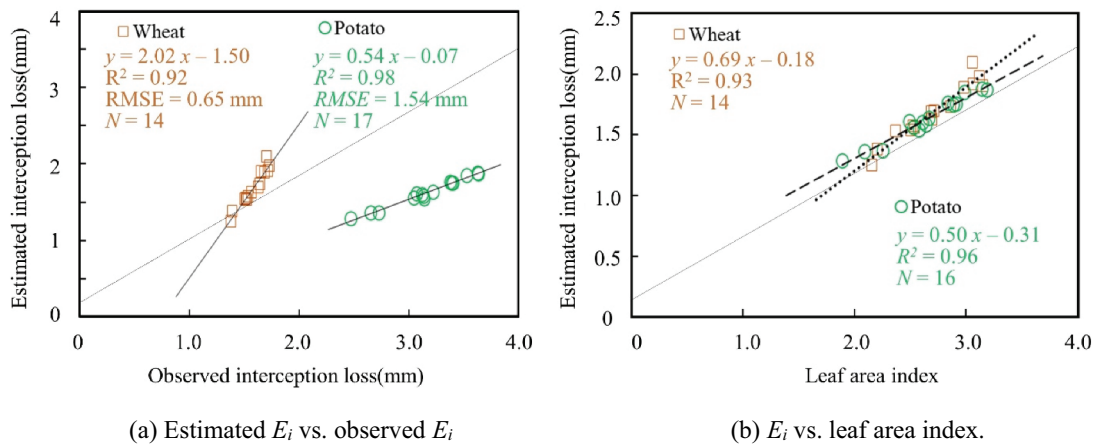 Wheat
y = 2.02 x – 1.50
R² = 0.92
RMSE = 0.65 mm
N = 14
Potato
y = 0.54 x – 0.07
R² = 0.98
RMSE = 1.54 mm
N = 17
Estimated interception loss(mm)
4
3
2
1
0
0
1.0
2.0
3.0
4.0
Observed interception loss(mm)
(a) Estimated Eᵢ vs. observed Eᵢ
Wheat
y = 0.69 x – 0.18
R² = 0.93
N = 14
Potato
y = 0.50 x – 0.31
R² = 0.96
N = 16
Estimated interception loss(mm)
2.5
2.0
1.5
1.0
0.5
0
0
1.0
2.0
3.0
4.0
Leaf area index
(b) Eᵢ vs. leaf area index.